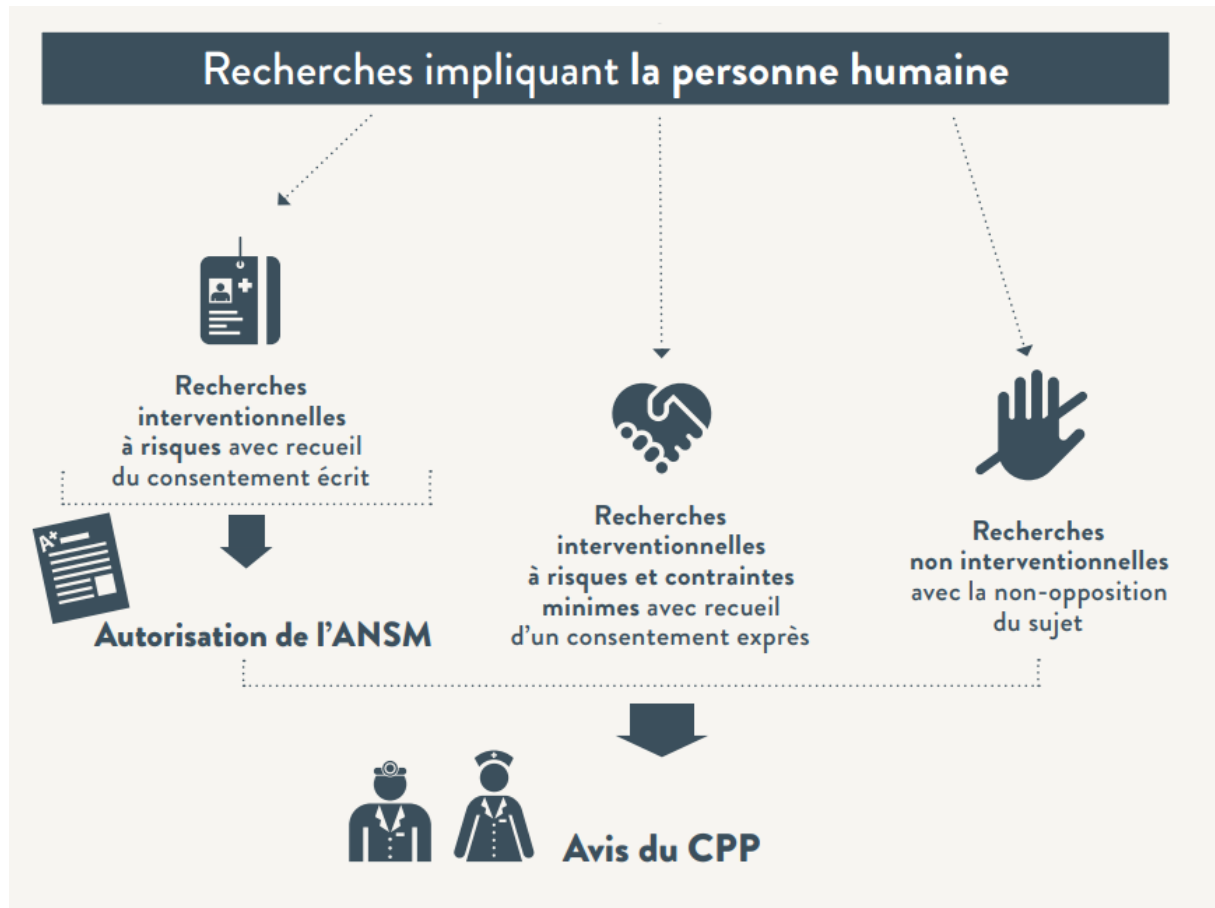 Recherches impliquant la personne humaine
Recherches
interventionnelles
à risques avec recueil
du consentement écrit
A+
Autorisation de l'ANSM
Recherches
interventionnelles
à risques et contraintes
minimes avec recueil
d'un consentement exprès
Recherches
non interventionnelles
avec la non-opposition
du sujet
Avis du CPP